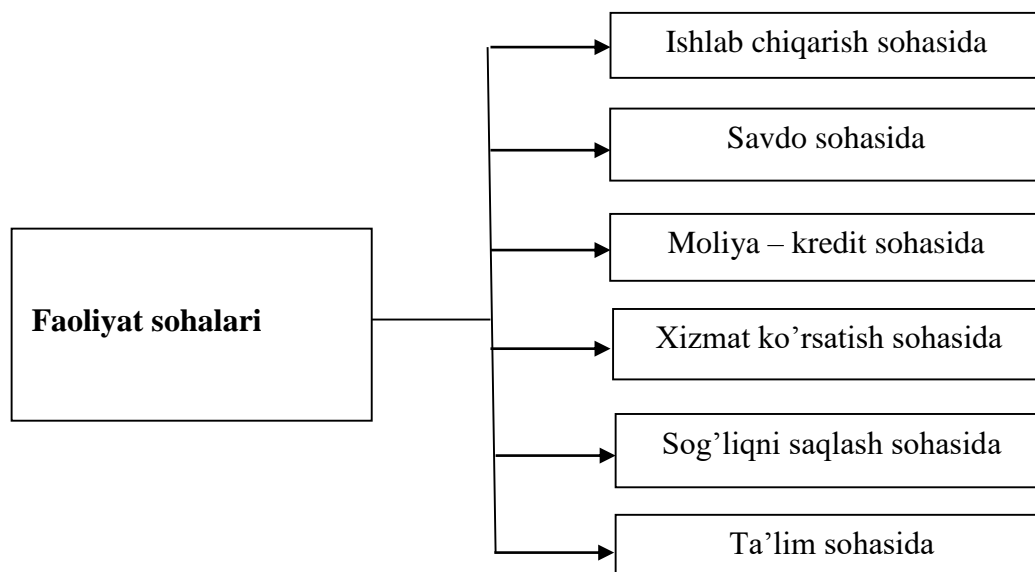 Ishlab chiqarish sohasida
Savdo sohasida
Moliya – kredit sohasida
Faoliyat sohalari
Xizmat ko’rsatish sohasida
Sog’liqni saqlash sohasida
Ta’lim sohasida